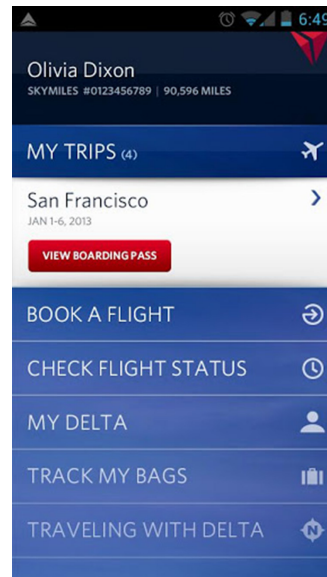 6:49
Olivia Dixon
SKYMILES #0123456789 | 90,596 MILES
MY TRIPS (4)
San Francisco
JAN 1-6, 2013
VIEW BOARDING PASS
BOOK A FLIGHT
CHECK FLIGHT STATUS
MY DELTA
TRACK MY BAGS
TRAVELING WITH DELTA